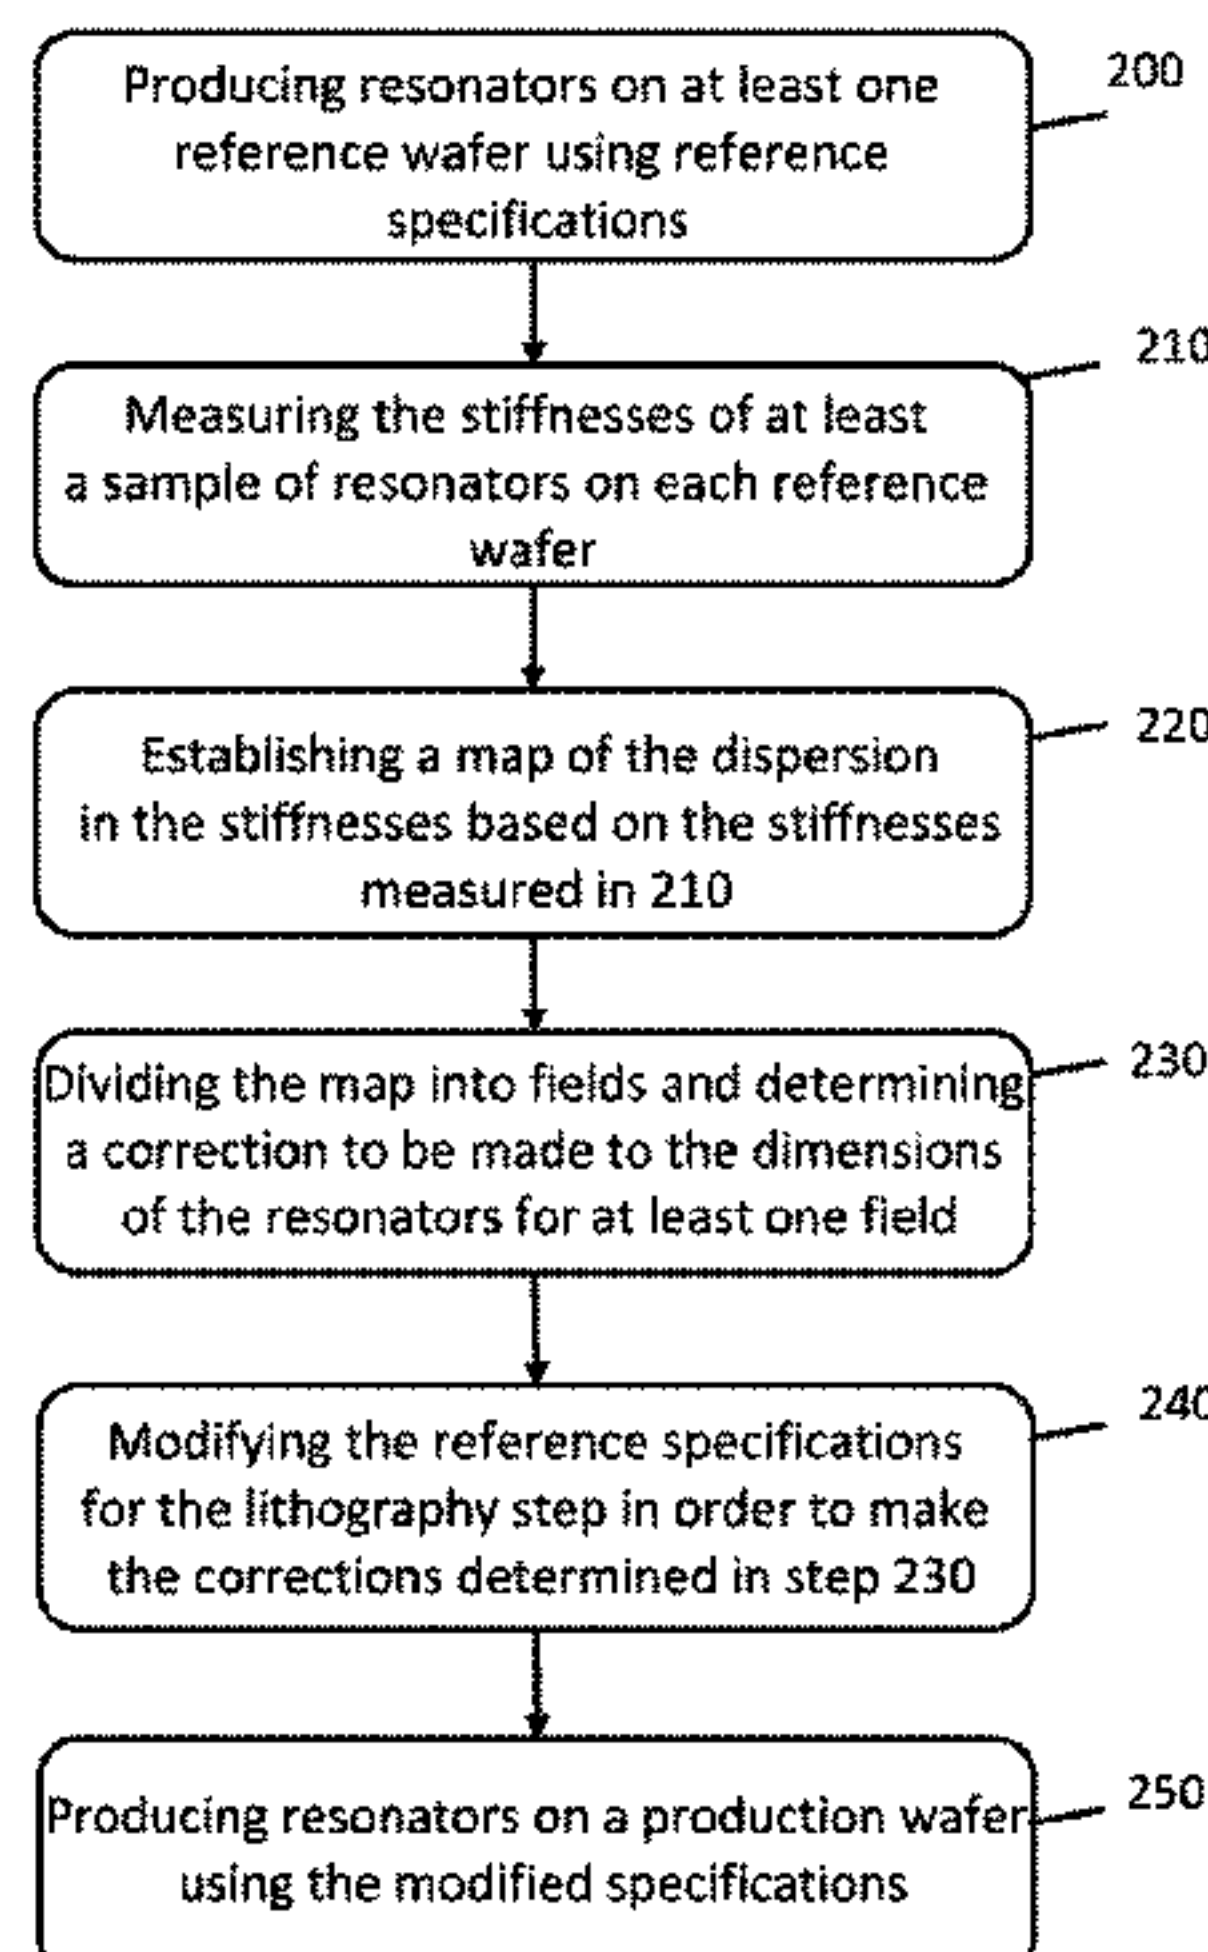 Producing resonators on at least one
reference wafer using reference
specifications
200
Measuring the stiffnesses of at least
a sample of resonators on each reference
wafer
210
Establishing a map of the dispersion
in the stiffnesses based on the stiffnesses
measured in 210
220
Dividing the map into fields and determining
a correction to be made to the dimensions
of the resonators for at least one field
230
Modifying the reference specifications
for the lithography step in order to make
the corrections determined in step 230
240
Producing resonators on a production wafer
using the modified specifications
250